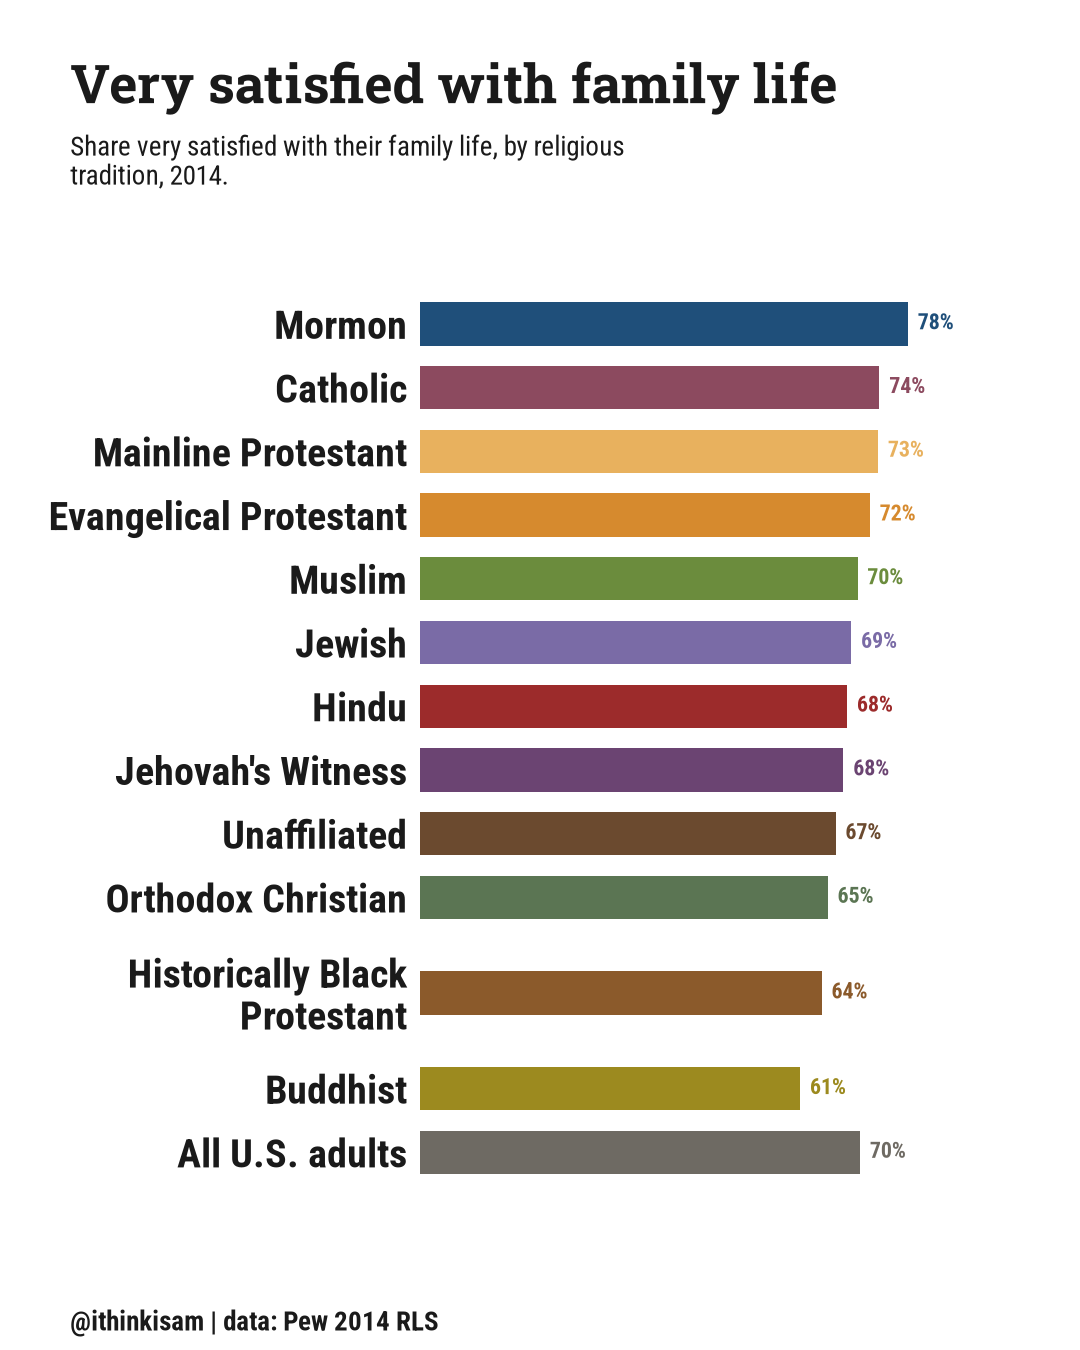 Very satisfied with family life
Share very satisfied with their family life, by religious
tradition, 2014.
Mormon 78%
Catholic 74%
Mainline Protestant 73%
Evangelical Protestant 72%
Muslim 70%
Jewish 69%
Hindu 68%
Jehovah's Witness 68%
Unaffiliated 67%
Orthodox Christian 65%
Historically Black
Protestant 64%
Buddhist 61%
All U.S. adults 70%
@ithinkisam | data: Pew 2014 RLS